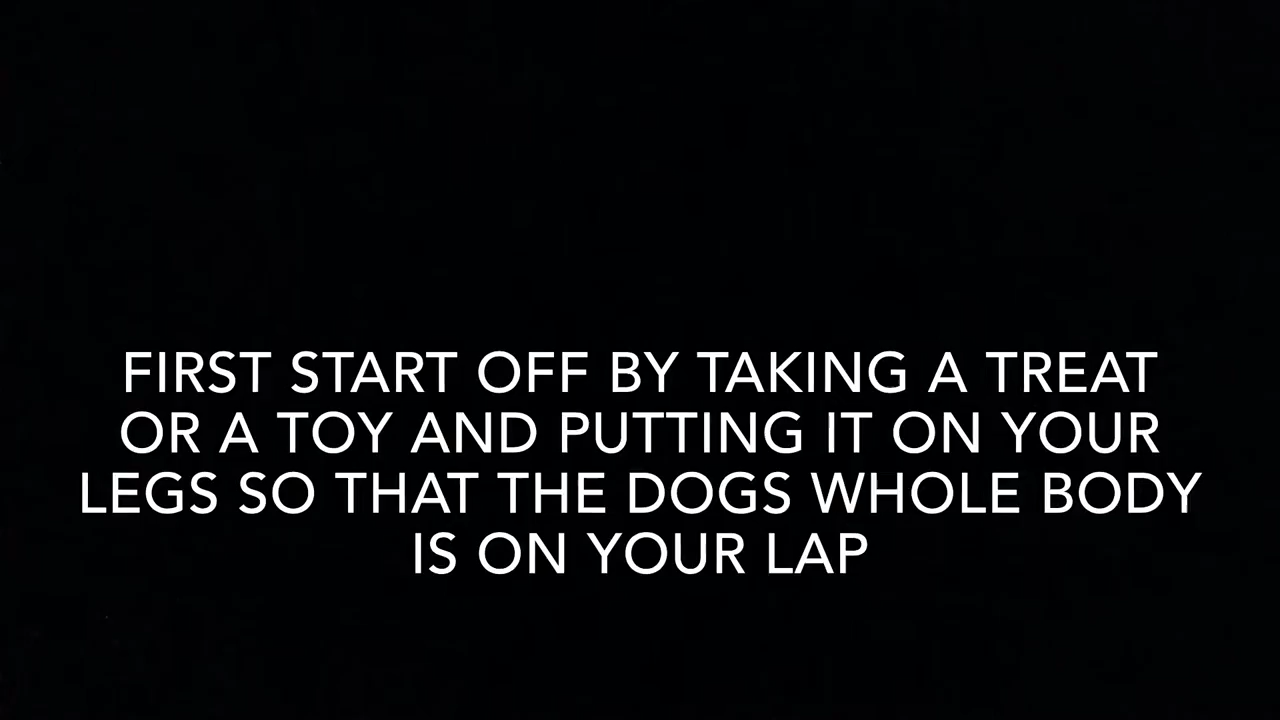 FIRST START OFF BY TAKING A TREAT
OR A TOY AND PUTTING IT ON YOUR
LEGS SO THAT THE DOGS WHOLE BODY
IS ON YOUR LAP